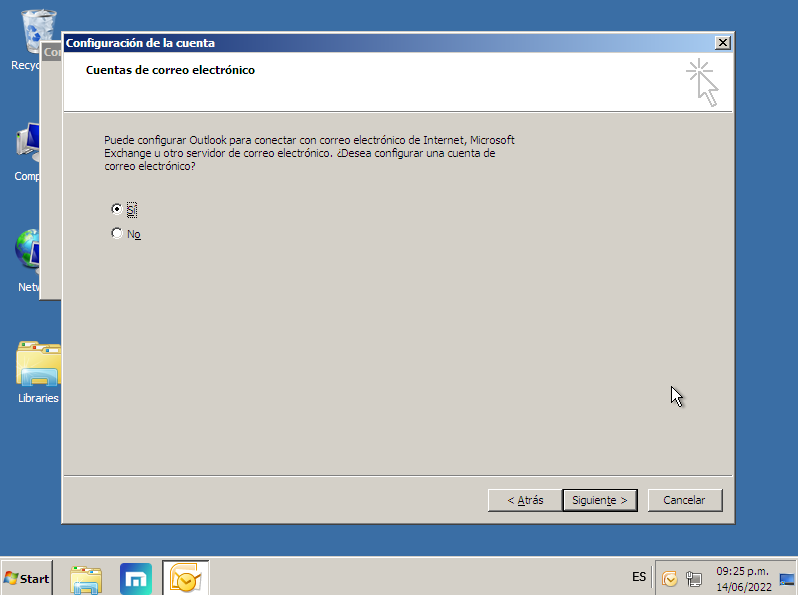 Recyc
Co
Configuración de la cuenta
Cuentas de correo electrónico
Puede configurar Outlook para conectar con correo electrónico de Internet, Microsoft
Exchange u otro servidor de correo electrónico. ¿Desea configurar una cuenta de
correo electrónico?
Sí
No
Comp
Netw
Libraries
< Atrás
Siguiente >
Cancelar
Start
ES
09:25 p.m.
14/06/2022